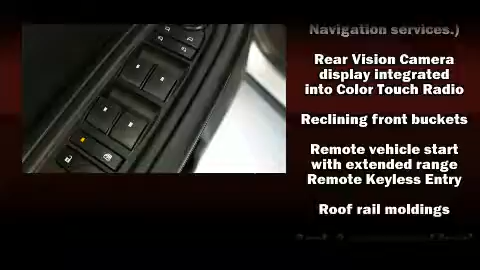 Navigation services.)
Rear Vision Camera
display integrated
into Color Touch Radio
Reclining front buckets
Remote vehicle start
with extended range
Remote Keyless Entry
Roof rail moldings